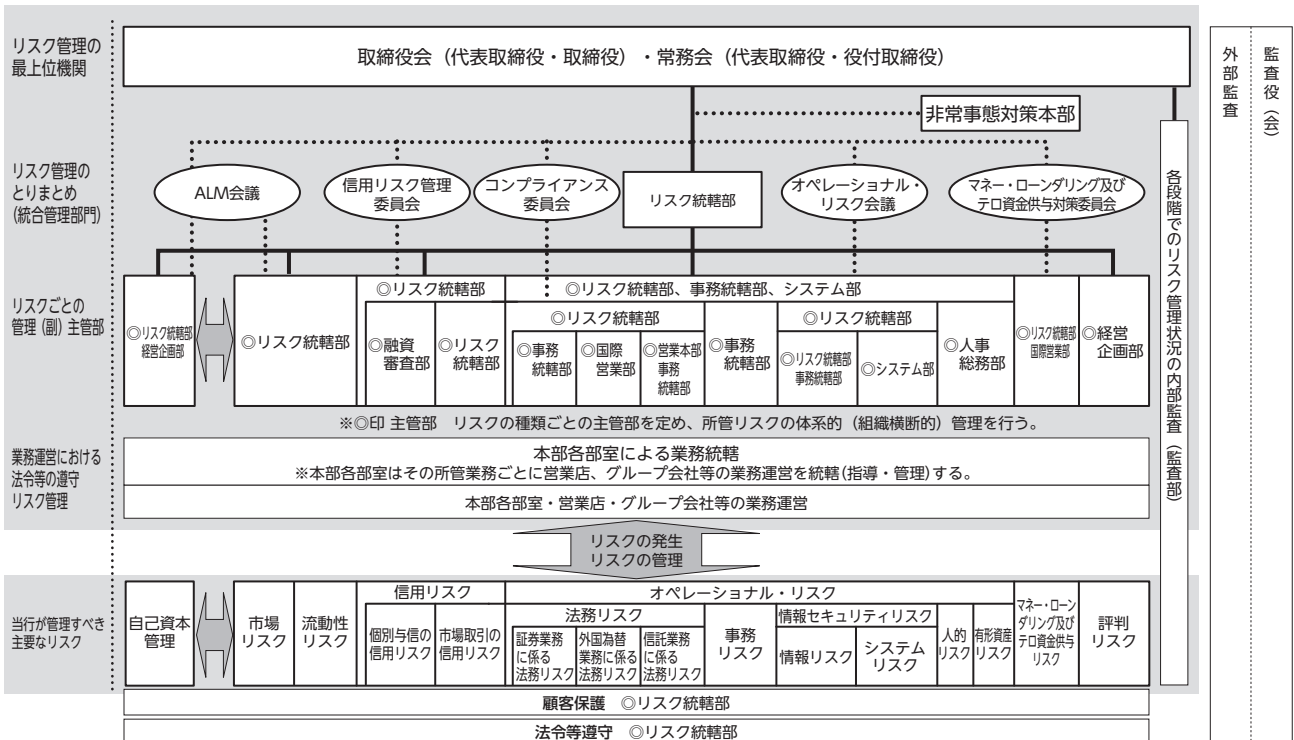 リスク管理の
最上位機関
取締役会（代表取締役・取締役）・常務会（代表取締役・役付取締役）
非常事態対策本部
リスク管理の
とりまとめ
(統合管理部門)
ALM会議
信用リスク管理
委員会
コンプライアンス
委員会
リスク統轄部
オペレーショナル・
リスク会議
マネー・ローンダリング及び
テロ資金供与対策委員会
リスクごとの
管理（副）主管部
◎リスク統轄部
経営企画部
◎リスク統轄部
◎リスク統轄部
◎融資
審査部
◎リスク
統轄部
◎リスク統轄部、事務統轄部、システム部
◎リスク統轄部
◎事務
統轄部
◎国際
営業部
◎営業本部
事務
統轄部
◎事務
統轄部
◎リスク統轄部
◎リスク統轄部
事務統轄部
◎システム部
◎人事
総務部
◎リスク統轄部
国際営業部
◎経営
企画部
※◎印 主管部　リスクの種類ごとの主管部を定め、所管リスクの体系的（組織横断的）管理を行う。
業務運営における
法令等の遵守
リスク管理
本部各部室による業務統轄
※本部各部室はその所管業務ごとに営業店、グループ会社等の業務運営を統轄(指導・管理)する。
本部各部室・営業店・グループ会社等の業務運営
リスクの発生
リスクの管理
当行が管理すべき
主要なリスク
自己資本
管理
市場
リスク
流動性
リスク
信用リスク
個別与信の
信用リスク
市場取引の
信用リスク
オペレーショナル・リスク
法務リスク
証券業務
に係る
法務リスク
外国為替
業務に係る
法務リスク
信託業務
に係る
法務リスク
事務
リスク
情報セキュリティリスク
情報リスク
システム
リスク
人的
リスク
有形資産
リスク
マネー・ローン
ダリング及び
テロ資金供与
リスク
評判
リスク
顧客保護　◎リスク統轄部
法令等遵守　◎リスク統轄部
各段階でのリスク管理状況の内部監査（監査部）
外部監査
監査役（会）